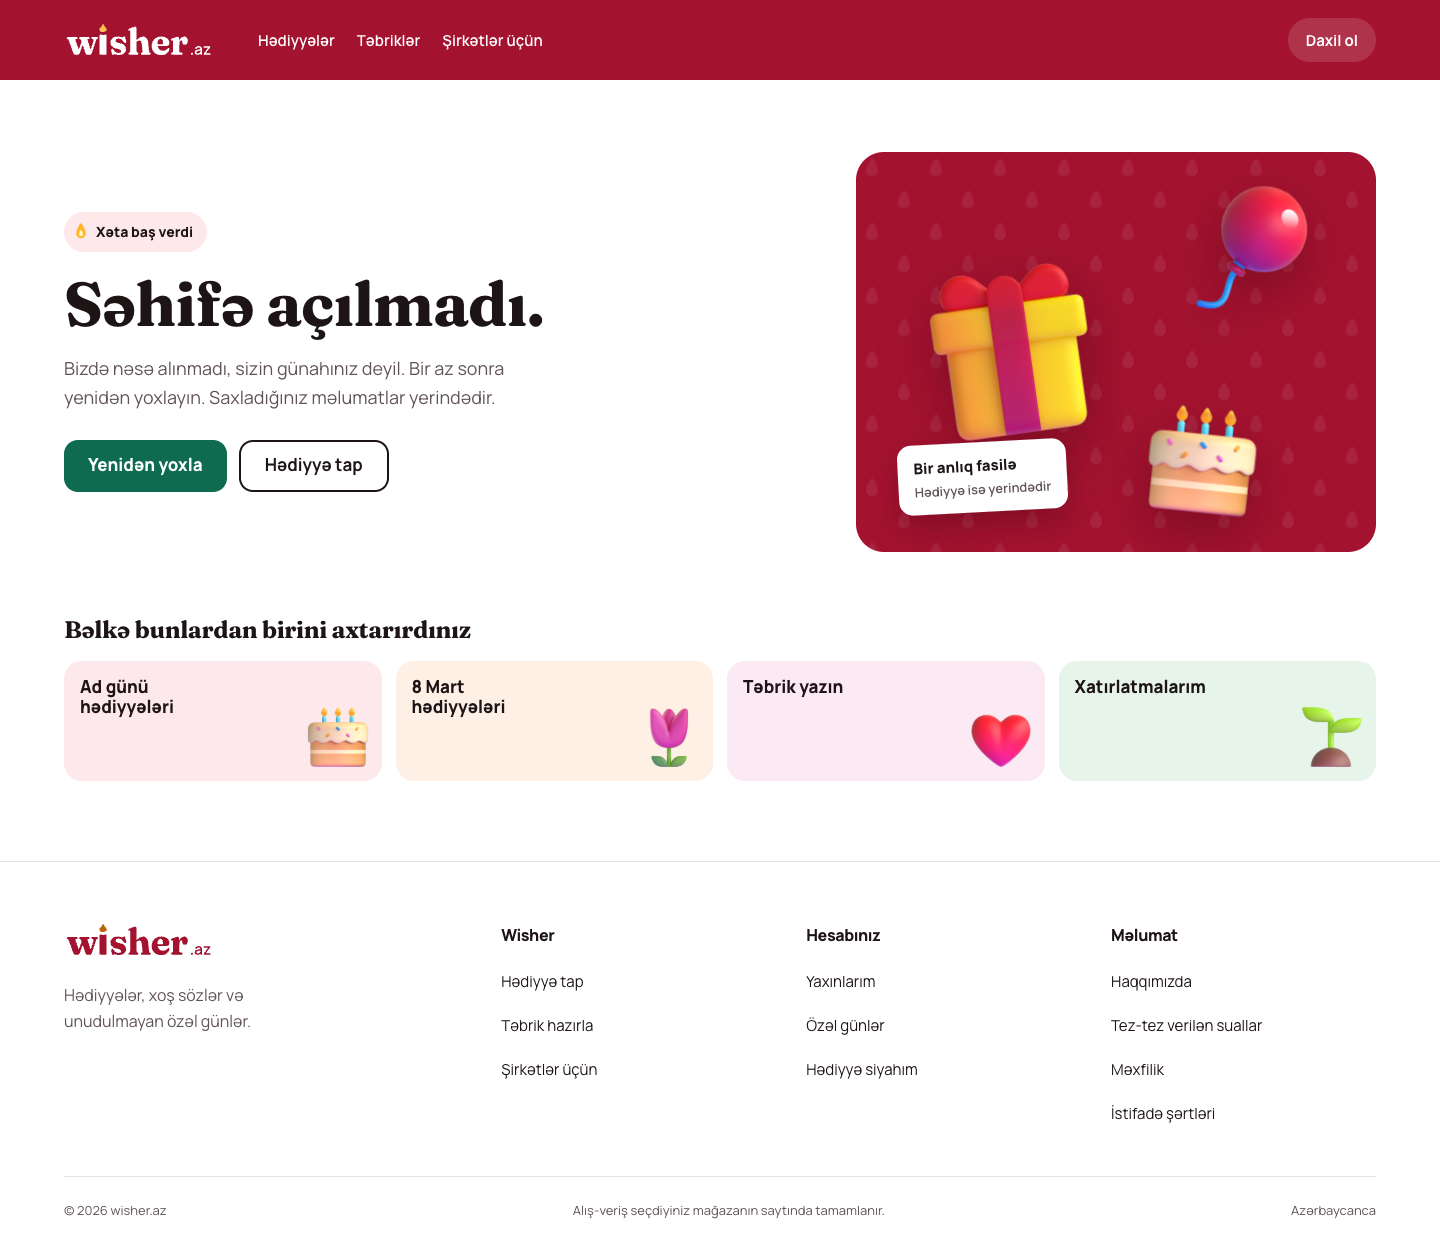 wisher.az
Hədiyyələr
Təbriklər
Şirkətlər üçün
Daxil ol
Xəta baş verdi
Səhifə açılmadı.
Bizdə nəsə alınmadı, sizin günahınız deyil. Bir az sonra
yenidən yoxlayın. Saxladığınız məlumatlar yerindədir.
Yenidən yoxla
Hədiyyə tap
Bir anlıq fasilə
Hədiyyə isə yerindədir
Bəlkə bunlardan birini axtarırdınız
Ad günü
hədiyyələri
8 Mart
hədiyyələri
Təbrik yazın
Xatırlatmalarım
wisher.az
Hədiyyələr, xoş sözlər və
unudulmayan özəl günlər.
Wisher
Hədiyyə tap
Təbrik hazırla
Şirkətlər üçün
Hesabınız
Yaxınlarım
Özəl günlər
Hədiyyə siyahım
Məlumat
Haqqımızda
Tez-tez verilən suallar
Məxfilik
İstifadə şərtləri
© 2026 wisher.az
Alış-veriş seçdiyiniz mağazanın saytında tamamlanır.
Azərbaycanca